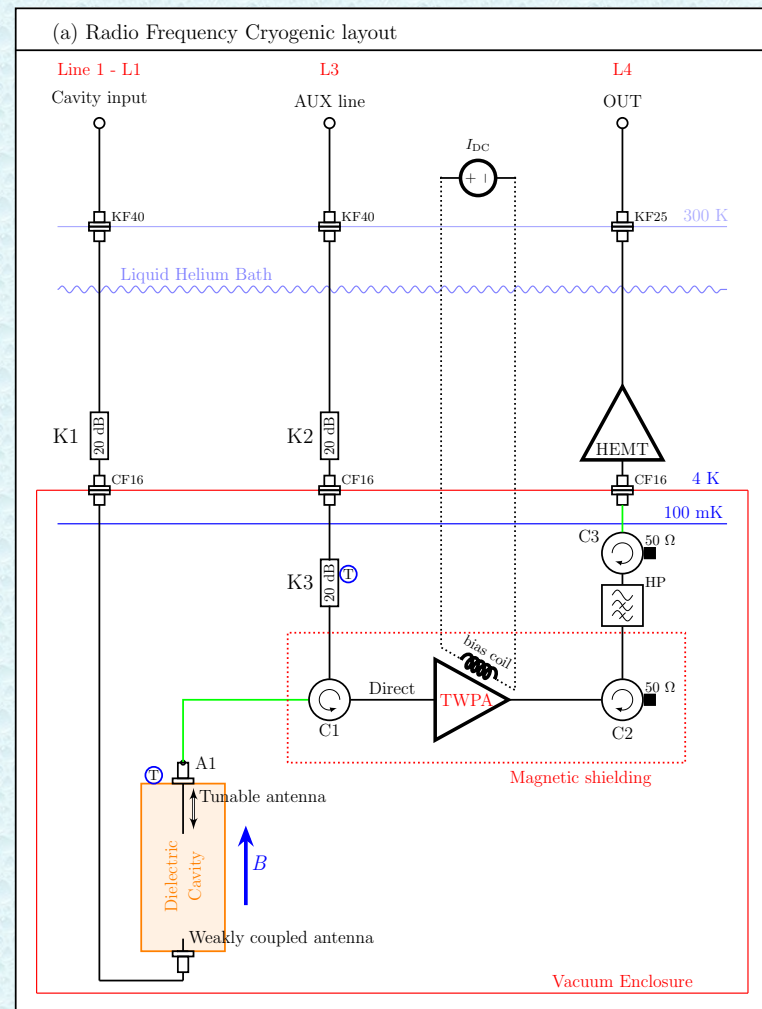 (a) Radio Frequency Cryogenic layout
Line 1 - L1
L3
L4
Cavity input
AUX line
OUT
I_DC
+ −
KF40
KF40
KF25
300 K
Liquid Helium Bath
K1
20 dB
K2
20 dB
HEMT
CF16
CF16
CF16
4 K
100 mK
C3
50 Ω
K3
20 dB
T
HP
bias coil
Direct
TWPA
50 Ω
C1
C2
A1
T
Magnetic shielding
Tunable antenna
Dielectric
Cavity
B
Weakly coupled antenna
Vacuum Enclosure